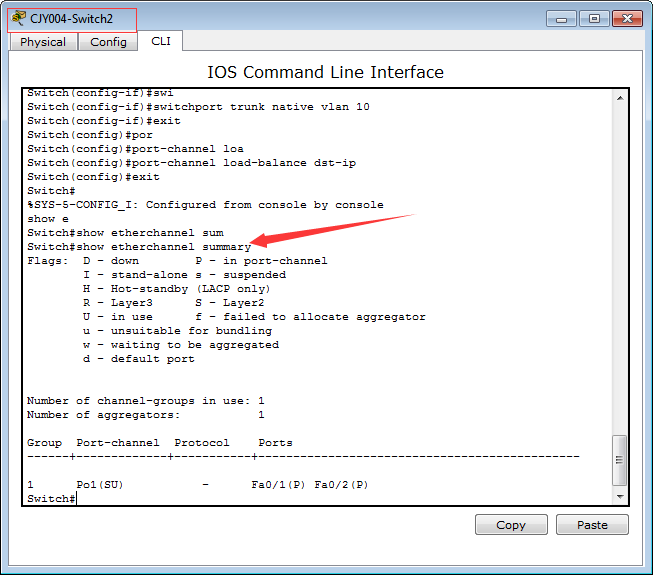 CJY004-Switch2
Physical Config CLI
IOS Command Line Interface
Switch(config-if)#swi
Switch(config-if)#switchport trunk native vlan 10
Switch(config-if)#exit
Switch(config)#por
Switch(config)#port-channel loa
Switch(config)#port-channel load-balance dst-ip
Switch(config)#exit
Switch#
%SYS-5-CONFIG_I: Configured from console by console
show e
Switch#show etherchannel sum
Switch#show etherchannel summary
Flags:  D - down        P - in port-channel
        I - stand-alone s - suspended
        H - Hot-standby (LACP only)
        R - Layer3      S - Layer2
        U - in use      f - failed to allocate aggregator
        u - unsuitable for bundling
        w - waiting to be aggregated
        d - default port
Number of channel-groups in use: 1
Number of aggregators:           1
Group  Port-channel  Protocol    Ports
------+-------------+-----------+----------------------------------------------
1      Po1(SU)           -      Fa0/1(P) Fa0/2(P)
Switch#
Copy Paste